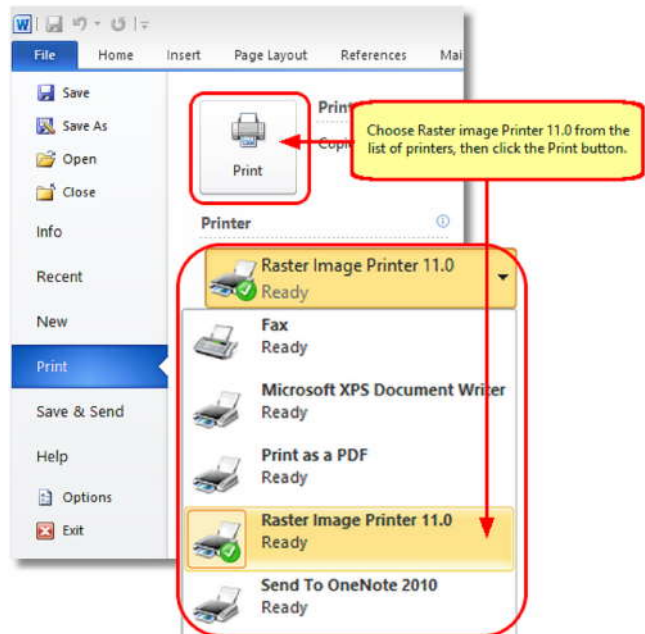 W
File Home Insert Page Layout References Mai
Save
Save As
Open
Close
Info
Recent
New
Print
Save & Send
Help
Options
Exit
Print
Print
Copi
Choose Raster image Printer 11.0 from the
list of printers, then click the Print button.
Printer
Raster Image Printer 11.0
Ready
Fax
Ready
Microsoft XPS Document Writer
Ready
Print as a PDF
Ready
Raster Image Printer 11.0
Ready
Send To OneNote 2010
Ready